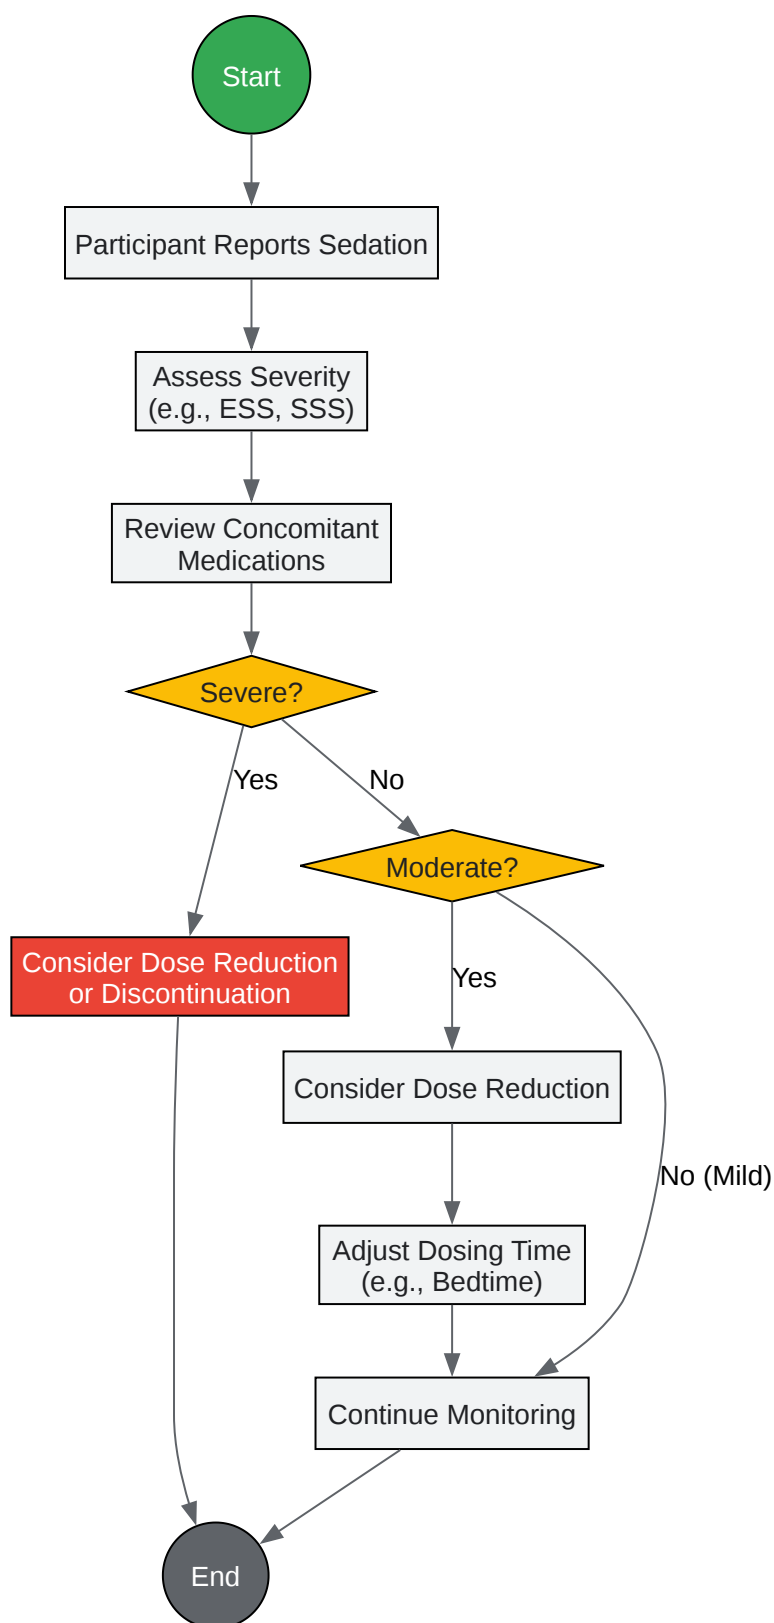 Start
Participant Reports Sedation
Assess Severity
(e.g., ESS, SSS)
Review Concomitant
Medications
Severe?
Yes
No
Moderate?
Consider Dose Reduction
or Discontinuation
Yes
Consider Dose Reduction
No (Mild)
Adjust Dosing Time
(e.g., Bedtime)
Continue Monitoring
End